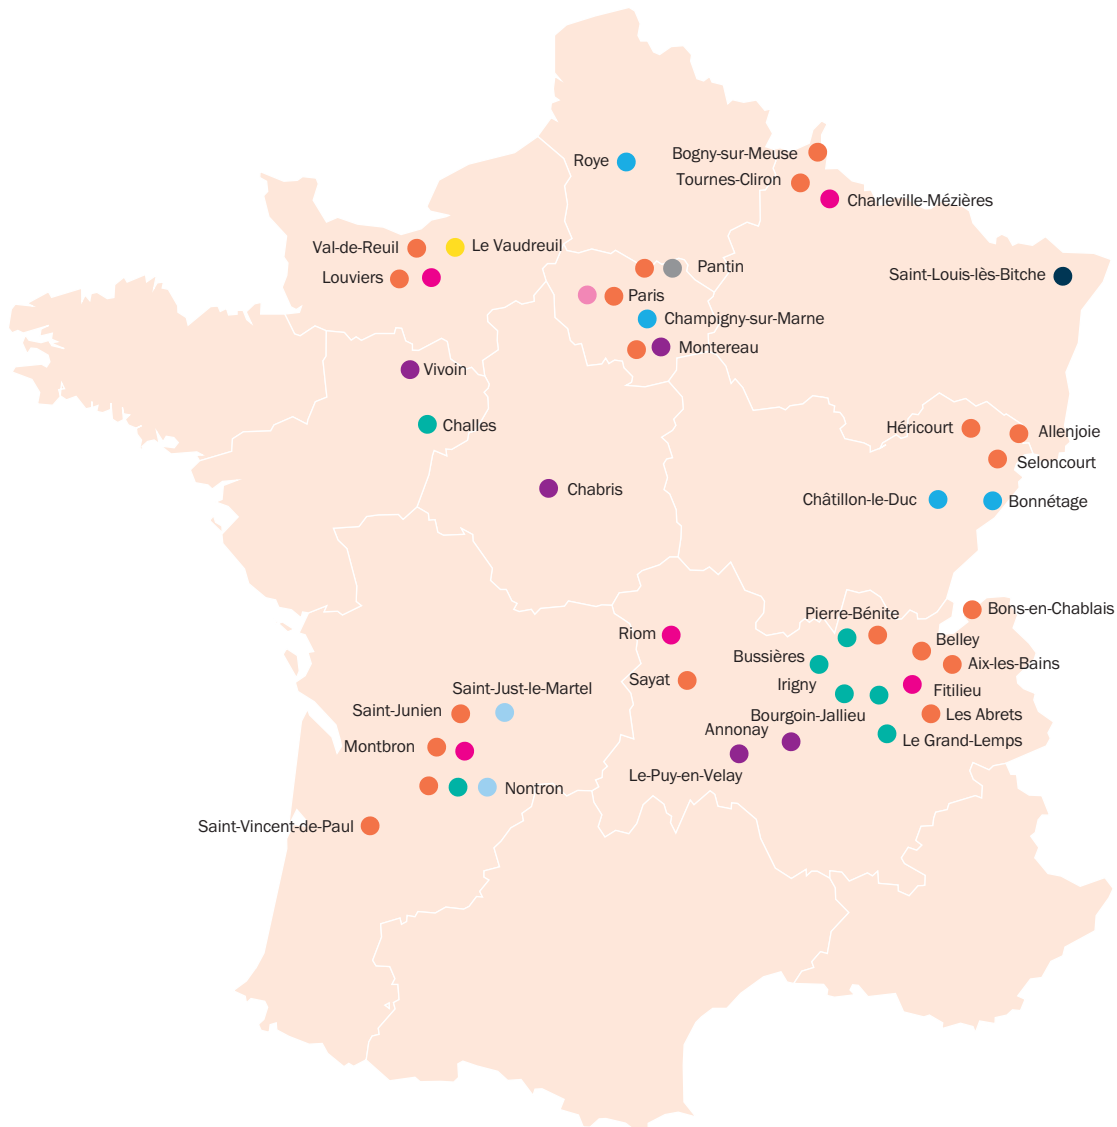 Roye
Bogny-sur-Meuse
Tournes-Cliron
Charleville-Mézières
Val-de-Reuil
Le Vaudreuil
Louviers
Pantin
Saint-Louis-lès-Bitche
Paris
Champigny-sur-Marne
Montereau
Vivoin
Challes
Héricourt
Allenjoie
Seloncourt
Chabris
Châtillon-le-Duc
Bonnétage
Bons-en-Chablais
Pierre-Bénite
Riom
Belley
Bussières
Aix-les-Bains
Sayat
Irigny
Fitilieu
Saint-Just-le-Martel
Saint-Junien
Bourgoin-Jallieu
Les Abrets
Annonay
Le Grand-Lemps
Montbron
Le-Puy-en-Velay
Nontron
Saint-Vincent-de-Paul